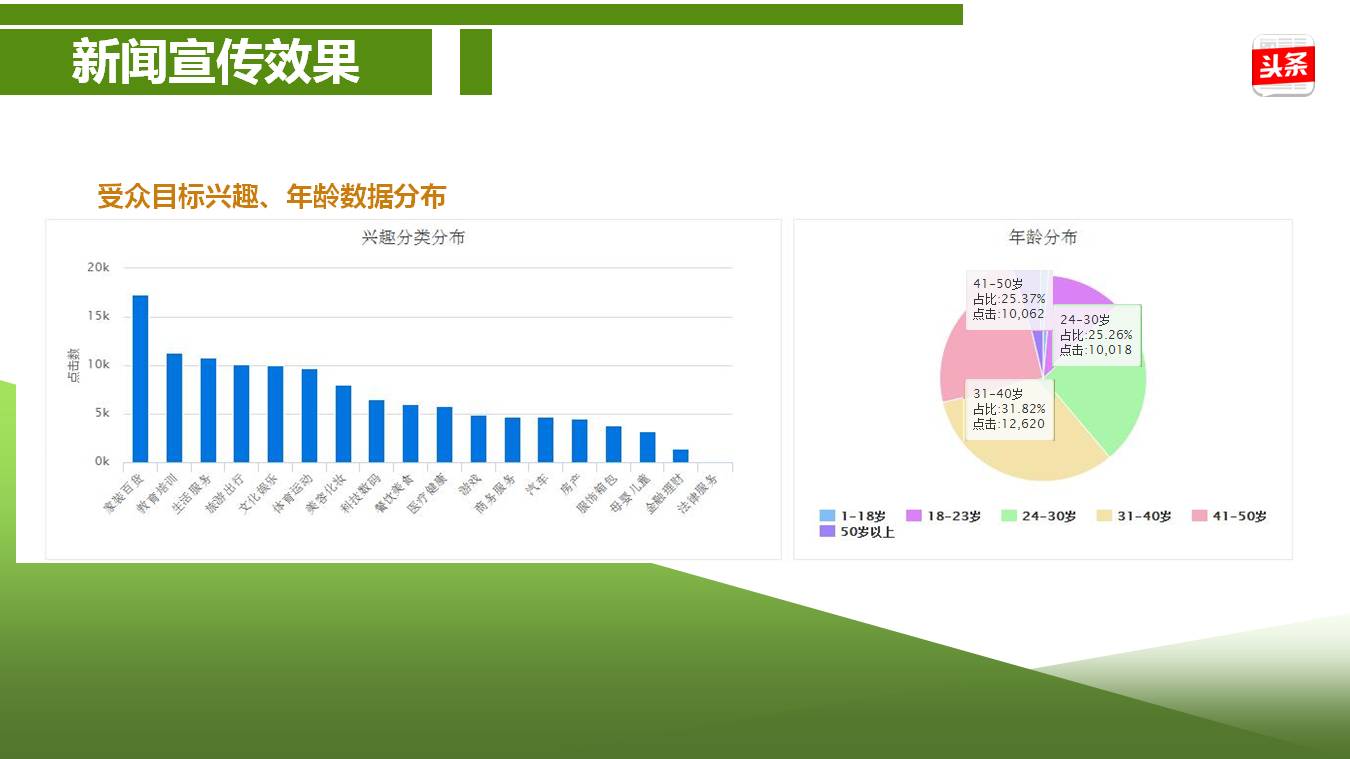 新闻宣传效果
头条
受众目标兴趣、年龄数据分布
兴趣分类分布
20k
15k
10k
5k
0k
点击数
家装百货
教育培训
生活服务
旅游出行
文化娱乐
体育运动
美容化妆
科技数码
餐饮美食
医疗健康
游戏
商务服务
汽车
房产
服饰箱包
母婴儿童
金融理财
法律服务
年龄分布
41-50岁
占比:25.37%
点击:10,062
24-30岁
占比:25.26%
点击:10,018
31-40岁
占比:31.82%
点击:12,620
1-18岁 18-23岁 24-30岁 31-40岁 41-50岁
50岁以上